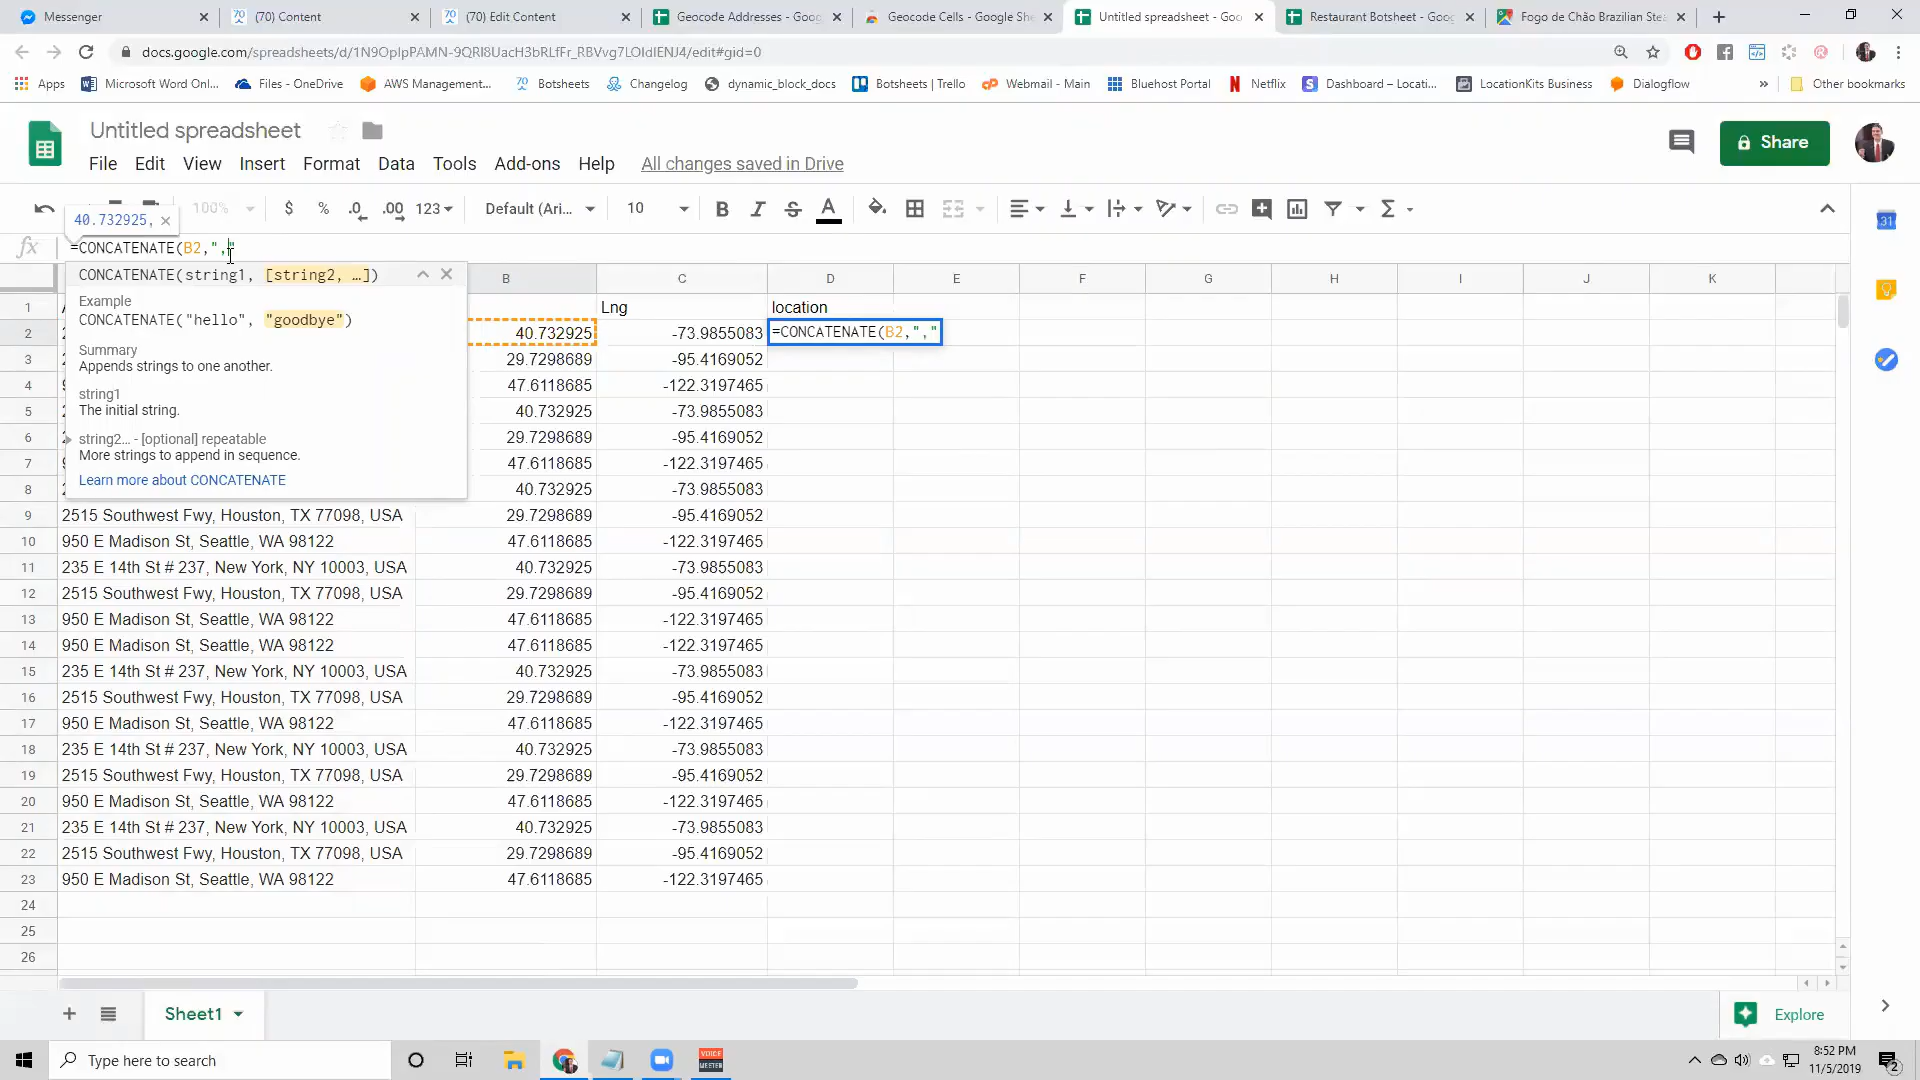 Messenger
(70) Content
(70) Edit Content
Geocode Addresses - Goog
Geocode Cells - Google She
Untitled spreadsheet - Goo
Restaurant Botsheet - Goog
Fogo de Chão Brazilian Stea
docs.google.com/spreadsheets/d/1N9OpIpPAMN-9QRl8UacH3bRLfFr_RBVvg7LOIdIENJ4/edit#gid=0
Apps
Microsoft Word Onl...
Files - OneDrive
AWS Management...
Botsheets
Changelog
dynamic_block_docs
Botsheets | Trello
Webmail - Main
Bluehost Portal
Netflix
Dashboard – Locati...
LocationKits Business
Dialogflow
»
Other bookmarks
Untitled spreadsheet
File Edit View Insert Format Data Tools Add-ons Help All changes saved in Drive
Share
100% $ % .0 .00 123 Default (Ari... 10 B I S A Σ
31
40.732925, ×
fx =CONCATENATE(B2,","
CONCATENATE(string1, [string2, …])
Example
CONCATENATE("hello", "goodbye")
Summary
Appends strings to one another.
string1
The initial string.
string2… - [optional] repeatable
More strings to append in sequence.
Learn more about CONCATENATE
B C D E F G H I J K
1 A Lng location
2 2 40.732925 -73.9855083 =CONCATENATE(B2,","
3 2 29.7298689 -95.4169052
4 9 47.6118685 -122.3197465
5 2 40.732925 -73.9855083
6 2 29.7298689 -95.4169052
7 9 47.6118685 -122.3197465
8 2 40.732925 -73.9855083
9 2515 Southwest Fwy, Houston, TX 77098, USA 29.7298689 -95.4169052
10 950 E Madison St, Seattle, WA 98122 47.6118685 -122.3197465
11 235 E 14th St # 237, New York, NY 10003, USA 40.732925 -73.9855083
12 2515 Southwest Fwy, Houston, TX 77098, USA 29.7298689 -95.4169052
13 950 E Madison St, Seattle, WA 98122 47.6118685 -122.3197465
14 950 E Madison St, Seattle, WA 98122 47.6118685 -122.3197465
15 235 E 14th St # 237, New York, NY 10003, USA 40.732925 -73.9855083
16 2515 Southwest Fwy, Houston, TX 77098, USA 29.7298689 -95.4169052
17 950 E Madison St, Seattle, WA 98122 47.6118685 -122.3197465
18 235 E 14th St # 237, New York, NY 10003, USA 40.732925 -73.9855083
19 2515 Southwest Fwy, Houston, TX 77098, USA 29.7298689 -95.4169052
20 950 E Madison St, Seattle, WA 98122 47.6118685 -122.3197465
21 235 E 14th St # 237, New York, NY 10003, USA 40.732925 -73.9855083
22 2515 Southwest Fwy, Houston, TX 77098, USA 29.7298689 -95.4169052
23 950 E Madison St, Seattle, WA 98122 47.6118685 -122.3197465
24
25
26
Sheet1
Explore
Type here to search
VOICE MEETER
8:52 PM
11/5/2019
2